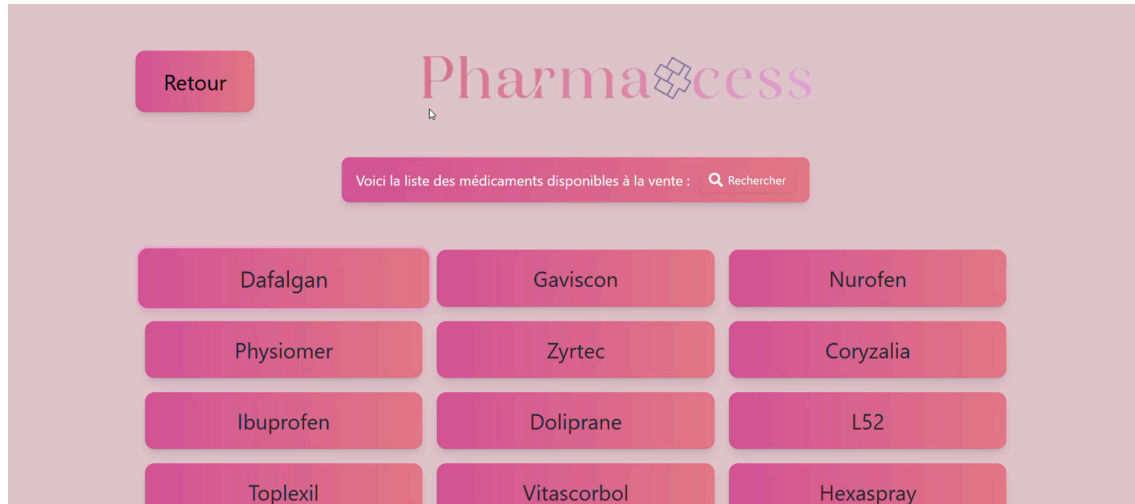 Retour
Pharmacess
Voici la liste des médicaments disponibles à la vente :
Rechercher
Dafalgan
Gaviscon
Nurofen
Physiomer
Zyrtec
Coryzalia
Ibuprofen
Doliprane
L52
Toplexil
Vitascorbol
Hexaspray